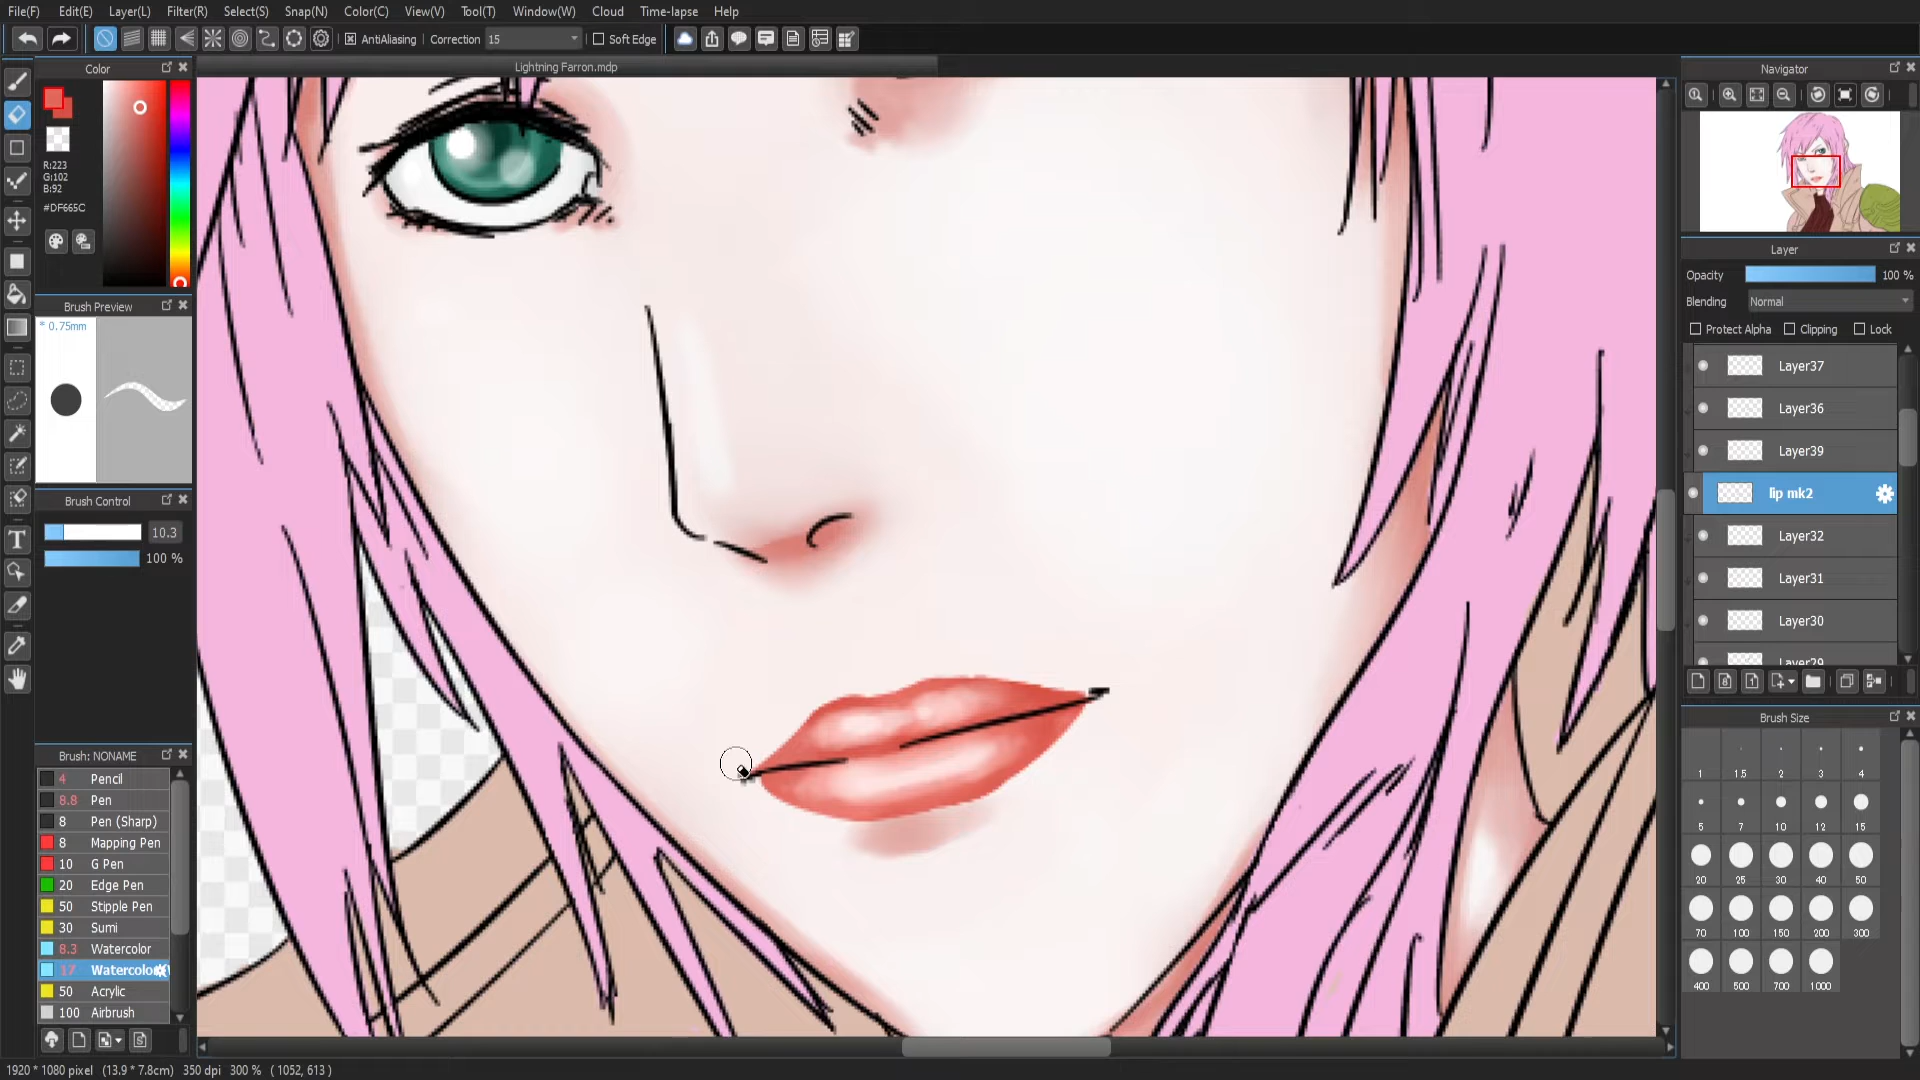 File(F) Edit(E) Layer(L) Filter(R) Select(S) Snap(N) Color(C) View(V) Tool(T) Window(W) Cloud Time-lapse Help
AntiAliasing Correction 15 Soft Edge
Color
Lightning Farron.mdp
Navigator
R:223
G:102
B:92
#DF665C
Brush Preview
* 0.75mm
Brush Control
10.3
100 %
Brush: NONAME
4 Pencil
8.8 Pen
8 Pen (Sharp)
8 Mapping Pen
10 G Pen
20 Edge Pen
50 Stipple Pen
30 Sumi
8.3 Watercolor
17 Watercolor
50 Acrylic
100 Airbrush
Layer
Opacity 100 %
Blending Normal
Protect Alpha Clipping Lock
Layer37
Layer36
Layer39
lip mk2
Layer32
Layer31
Layer30
Layer29
Brush Size
1 1.5 2 3 4
5 7 10 12 15
20 25 30 40 50
70 100 150 200 300
400 500 700 1000
1920 * 1080 pixel (13.9 * 7.8cm) 350 dpi 300 % ( 1052, 613 )